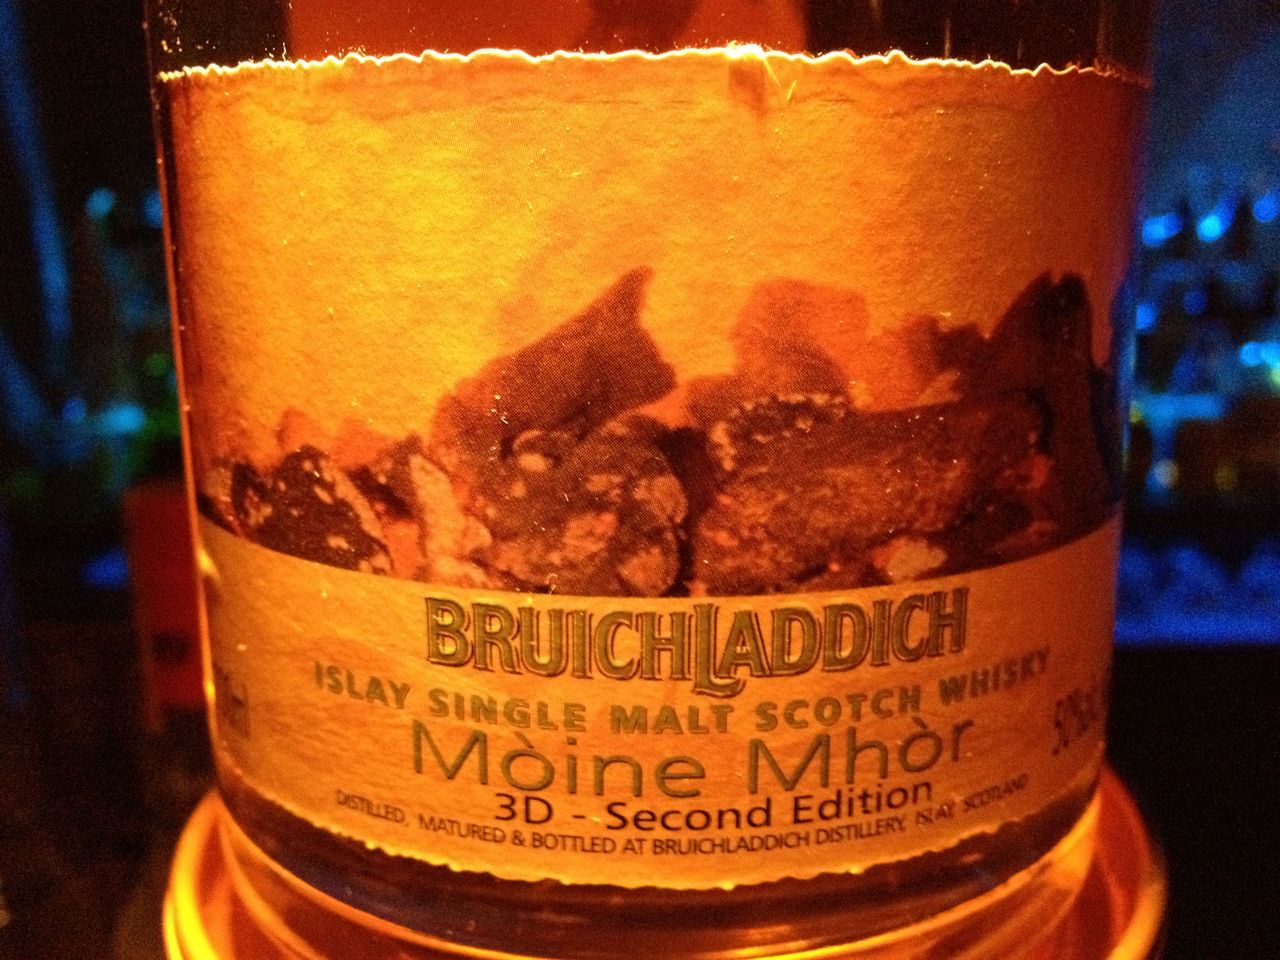 BRUICHLADDICH
ISLAY SINGLE MALT SCOTCH WHISKY
Mòine Mhòr
3D - Second Edition
DISTILLED, MATURED & BOTTLED AT BRUICHLADDICH DISTILLERY, ISLAY, SCOTLAND